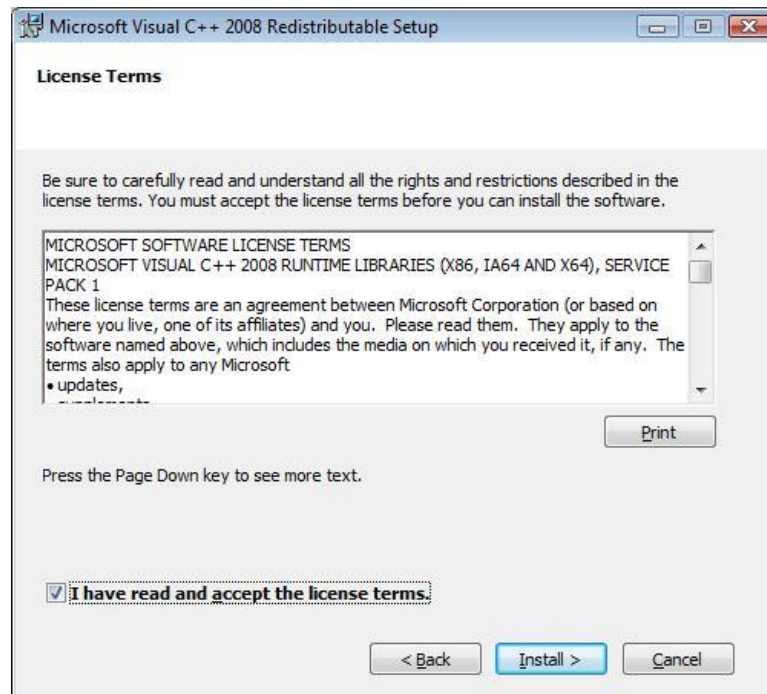 Microsoft Visual C++ 2008 Redistributable Setup
License Terms
Be sure to carefully read and understand all the rights and restrictions described in the
license terms. You must accept the license terms before you can install the software.
MICROSOFT SOFTWARE LICENSE TERMS
MICROSOFT VISUAL C++ 2008 RUNTIME LIBRARIES (X86, IA64 AND X64), SERVICE
PACK 1
These license terms are an agreement between Microsoft Corporation (or based on
where you live, one of its affiliates) and you.  Please read them.  They apply to the
software named above, which includes the media on which you received it, if any.  The
terms also apply to any Microsoft
• updates,
Print
Press the Page Down key to see more text.
I have read and accept the license terms.
< Back
Install >
Cancel